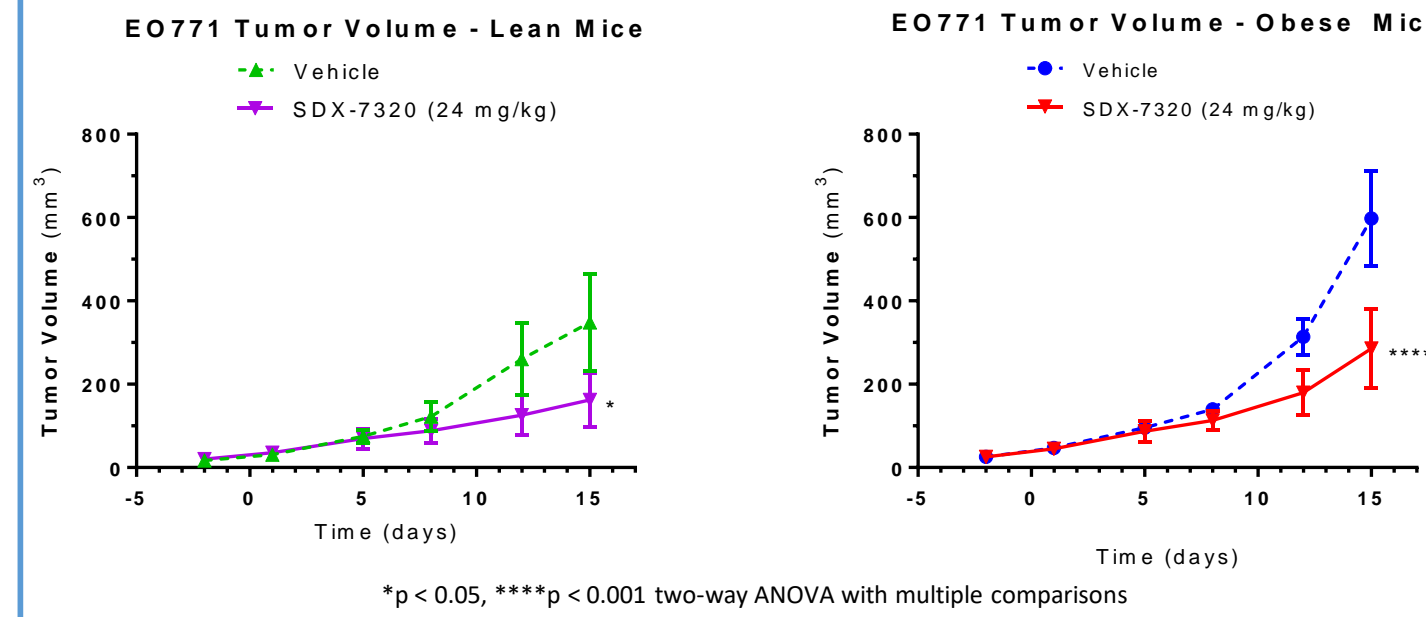 EO771 Tumor Volume - Lean Mice
Vehicle
SDX-7320 (24 mg/kg)
800
600
400
200
0
Tumor Volume (mm³)
-5
0
5
10
15
Time (days)
*
EO771 Tumor Volume - Obese Mic
Vehicle
SDX-7320 (24 mg/kg)
800
600
400
200
0
Tumor Volume (mm³)
-5
0
5
10
15
Time (days)
****
*p < 0.05, ****p < 0.001 two-way ANOVA with multiple comparisons